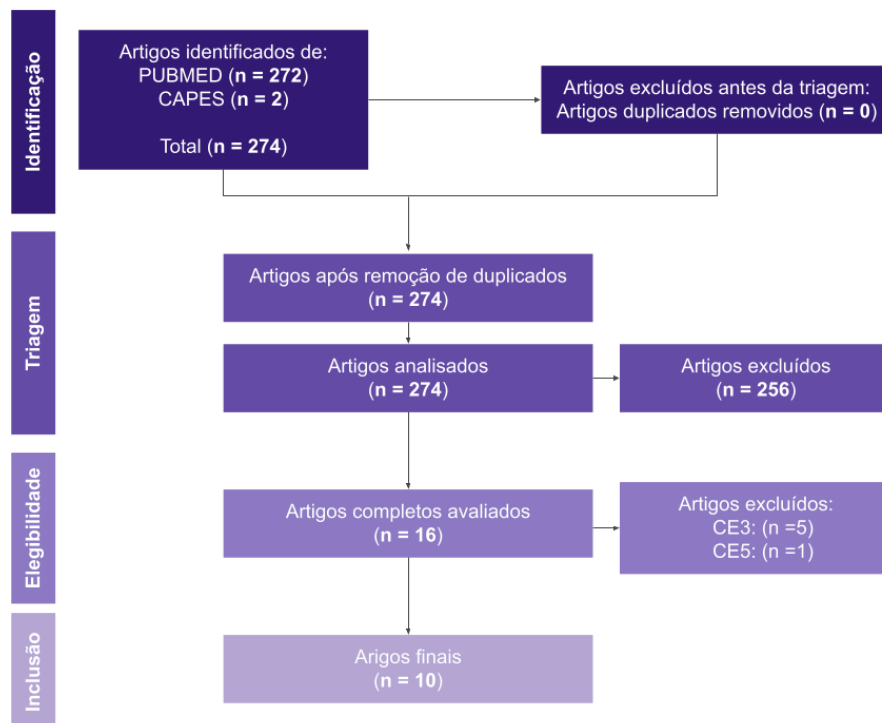 Identificação
Artigos identificados de:
PUBMED (n = 272)
CAPES (n = 2)
Total (n = 274)
Artigos excluídos antes da triagem:
Artigos duplicados removidos (n = 0)
Triagem
Artigos após remoção de duplicados
(n = 274)
Artigos analisados
(n = 274)
Artigos excluídos
(n = 256)
Elegibilidade
Artigos completos avaliados
(n = 16)
Artigos excluídos:
CE3: (n =5)
CE5: (n =1)
Inclusão
Arigos finais
(n = 10)